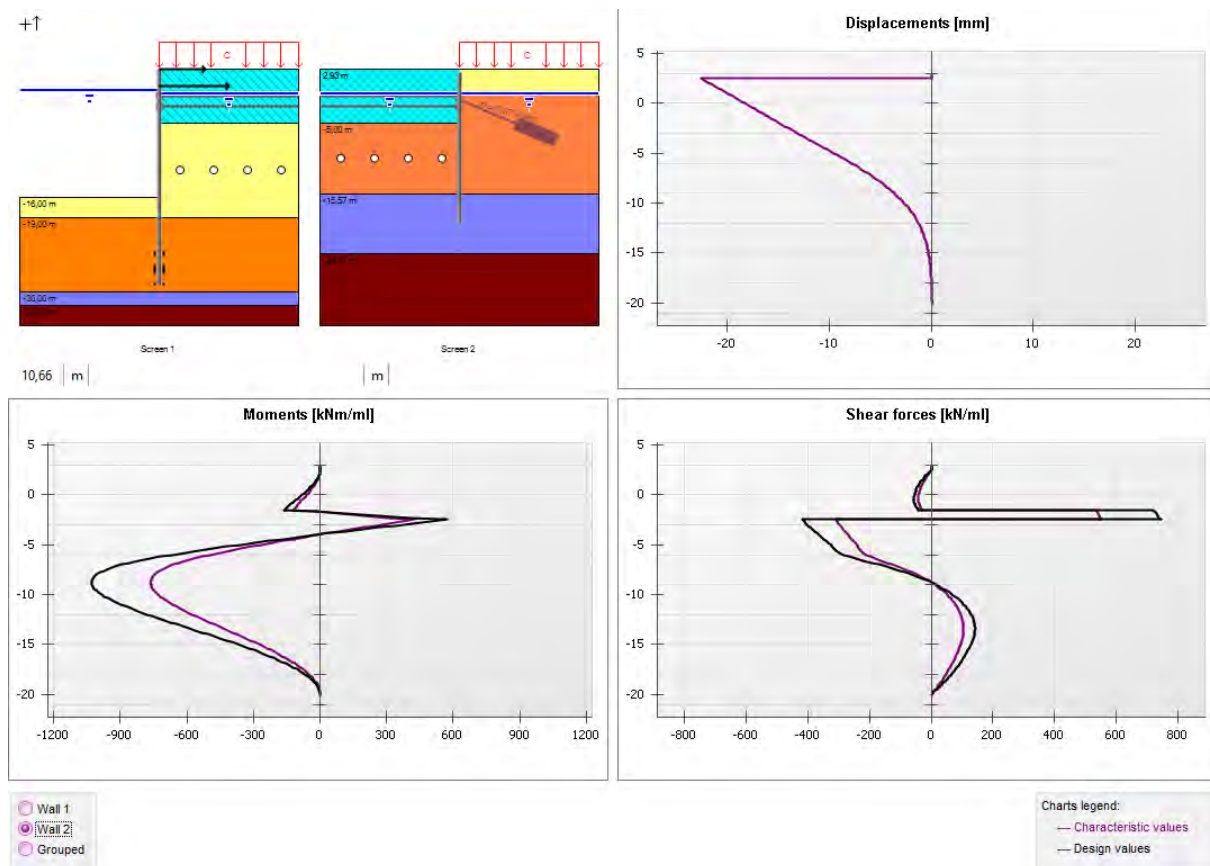 +↑
C
C
2,93 m
-5,00 m
-15,57 m
-16,00 m
-19,00 m
-30,00 m
Screen 1
Screen 2
10,66 m
m
Displacements [mm]
5
0
-5
-10
-15
-20
-20 -10 0 10 20
Moments [kNm/ml]
5
0
-5
-10
-15
-20
-1200 -900 -600 -300 0 300 600 900 1200
Shear forces [kN/ml]
5
0
-5
-10
-15
-20
-800 -600 -400 -200 0 200 400 600 800
Wall 1
Wall 2
Grouped
Charts legend:
Characteristic values
Design values